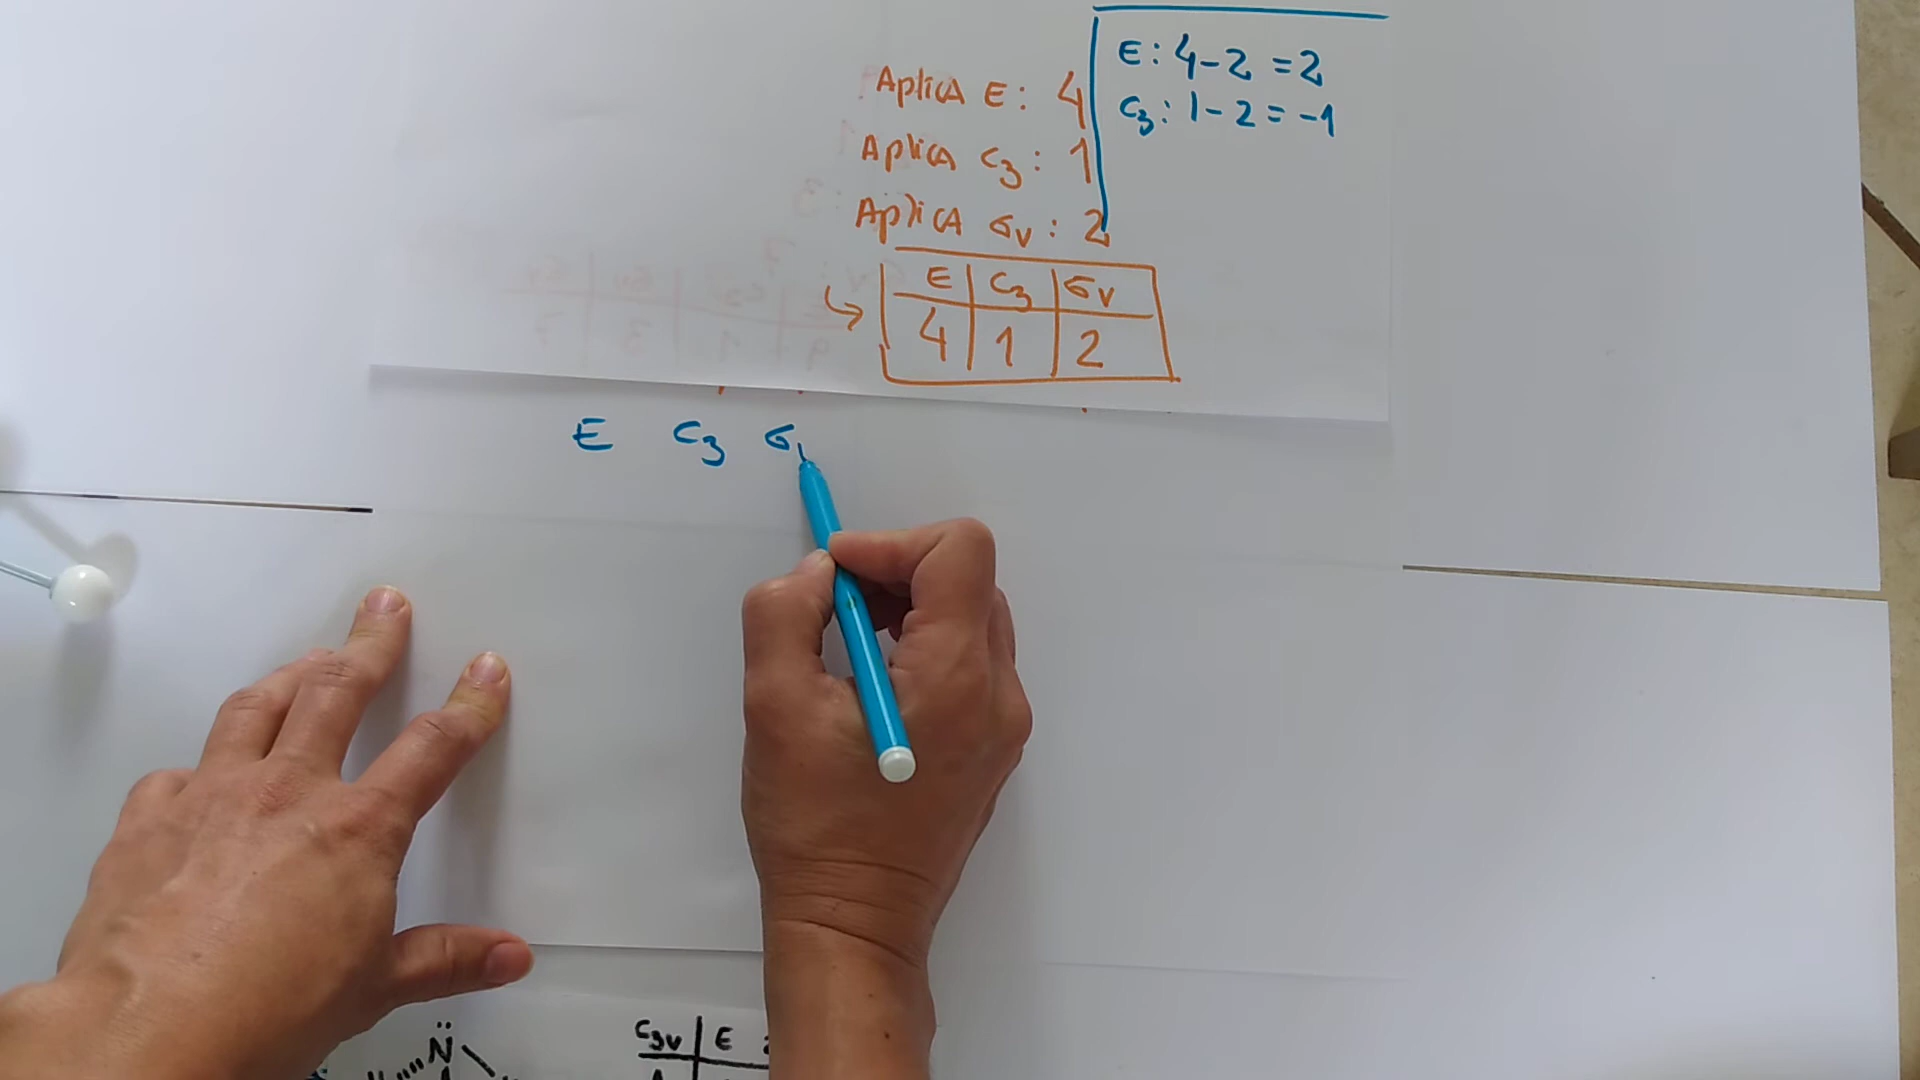 E: 4-2 = 2
C3: 1-2 = -1
Aplica E: 4
Aplica C3: 1
Aplica σv: 2
E C3 σv
4 1 2
E C3 σ
N
C3v E